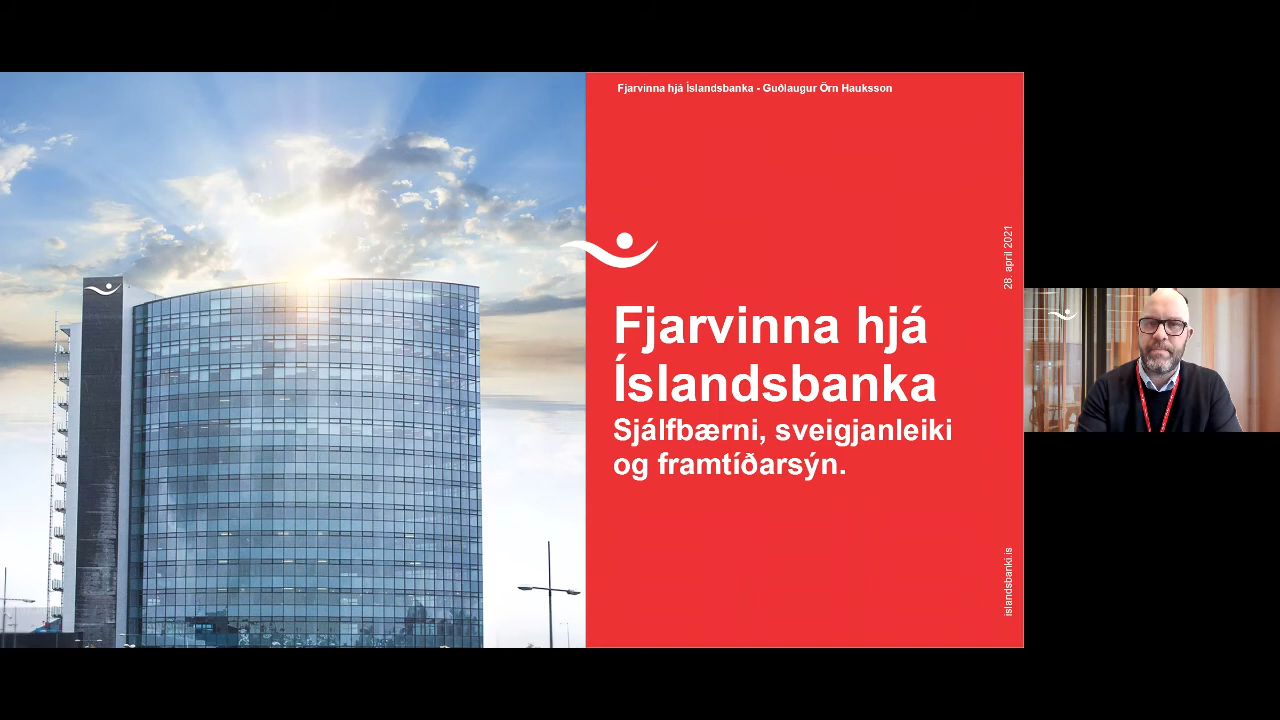 Fjarvinna hjá Íslandsbanka - Guðlaugur Örn Hauksson
28. apríl 2021
Fjarvinna hjá
Íslandsbanka
Sjálfbærni, sveigjanleiki
og framtíðarsýn.
islandsbanki.is